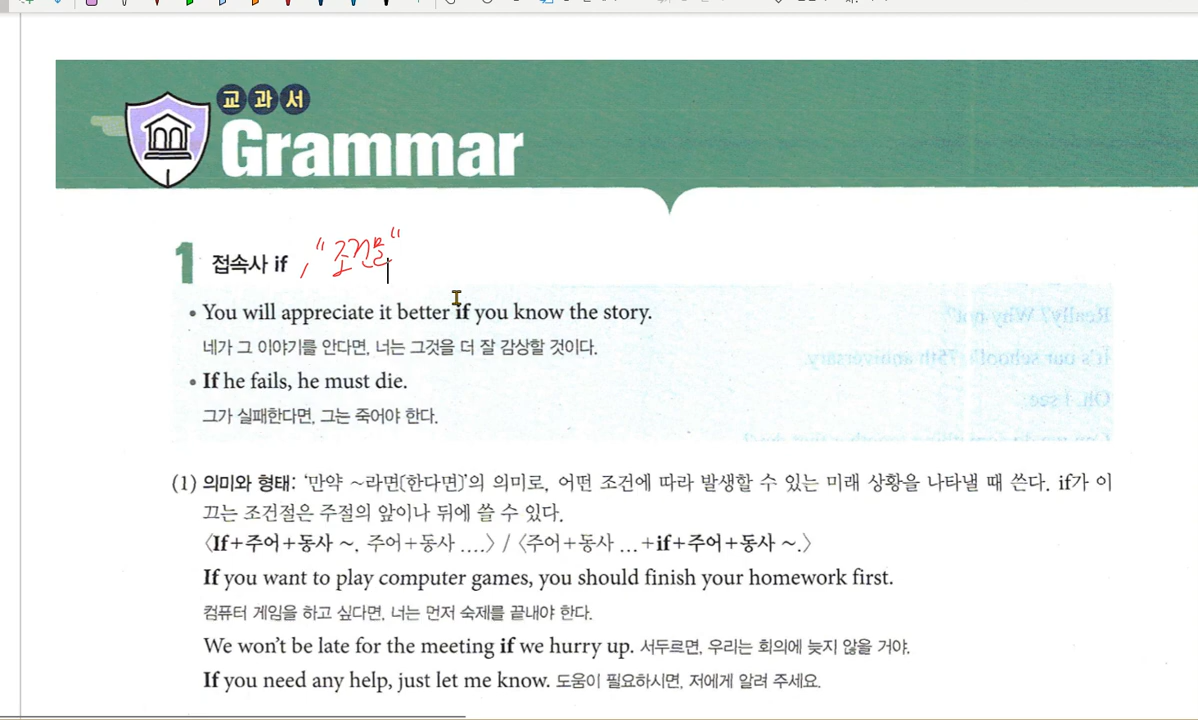 교과서
Grammar
1 접속사 if , "조건문"
• You will appreciate it better if you know the story.
네가 그 이야기를 안다면, 너는 그것을 더 잘 감상할 것이다.
• If he fails, he must die.
그가 실패한다면, 그는 죽어야 한다.
Really? Why not?
It's our school's 75th anniversary.
Oh, I see.
(1) 의미와 형태: '만약 ~라면[한다면]'의 의미로, 어떤 조건에 따라 발생할 수 있는 미래 상황을 나타낼 때 쓴다. if가 이
끄는 조건절은 주절의 앞이나 뒤에 쓸 수 있다.
〈If+주어+동사 ~, 주어+동사 ....〉 / 〈주어+동사 ...+if+주어+동사 ~.〉
If you want to play computer games, you should finish your homework first.
컴퓨터 게임을 하고 싶다면, 너는 먼저 숙제를 끝내야 한다.
We won't be late for the meeting if we hurry up. 서두르면, 우리는 회의에 늦지 않을 거야.
If you need any help, just let me know. 도움이 필요하시면, 저에게 알려 주세요.